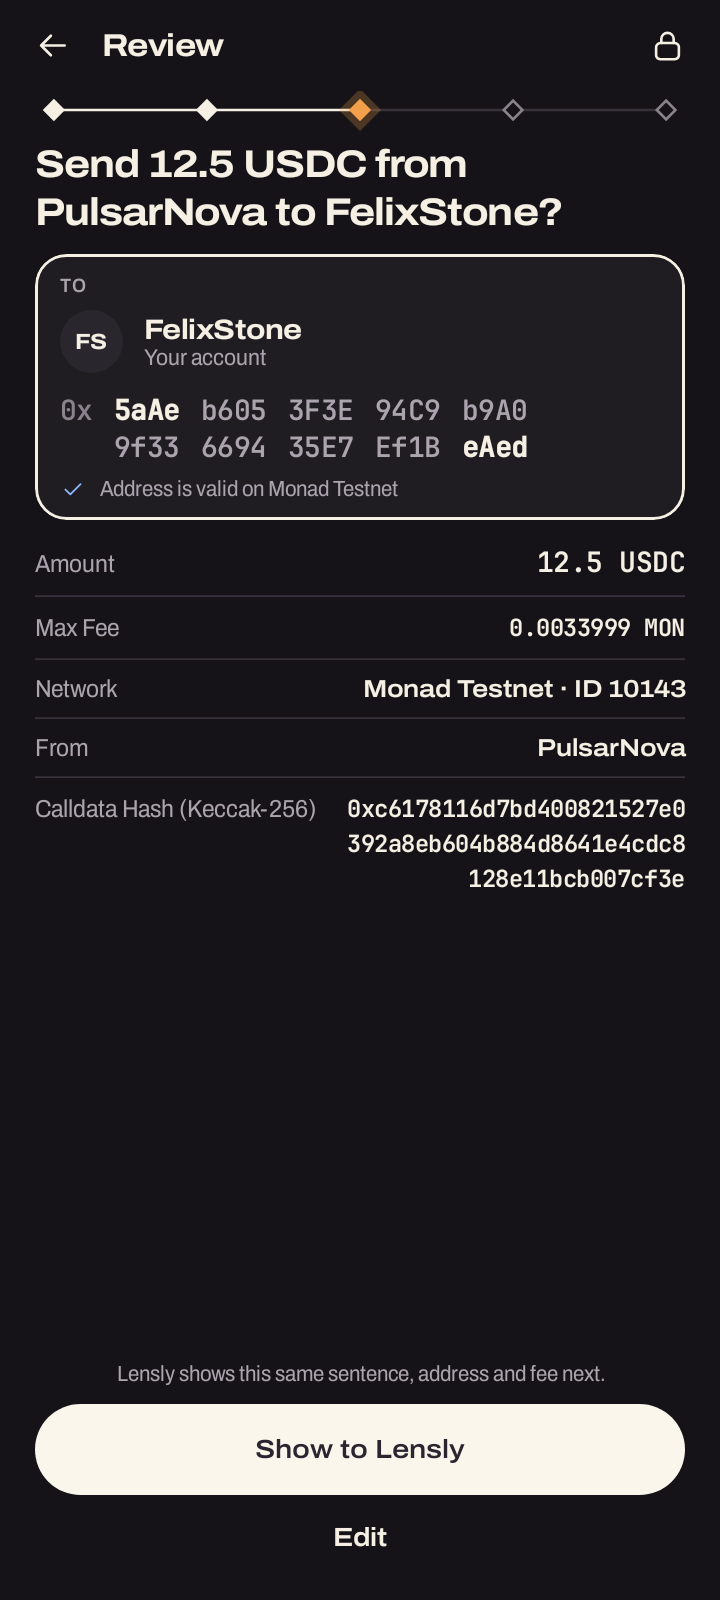 Review
Send 12.5 USDC from
PulsarNova to FelixStone?
TO
FS
FelixStone
Your account
0x 5aAe b605 3F3E 94C9 b9A0
9f33 6694 35E7 Ef1B eAed
Address is valid on Monad Testnet
Amount 12.5 USDC
Max Fee 0.0033999 MON
Network Monad Testnet · ID 10143
From PulsarNova
Calldata Hash (Keccak-256) 0xc6178116d7bd400821527e0
392a8eb604b884d8641e4cdc8
128e11bcb007cf3e
Lensly shows this same sentence, address and fee next.
Show to Lensly
Edit